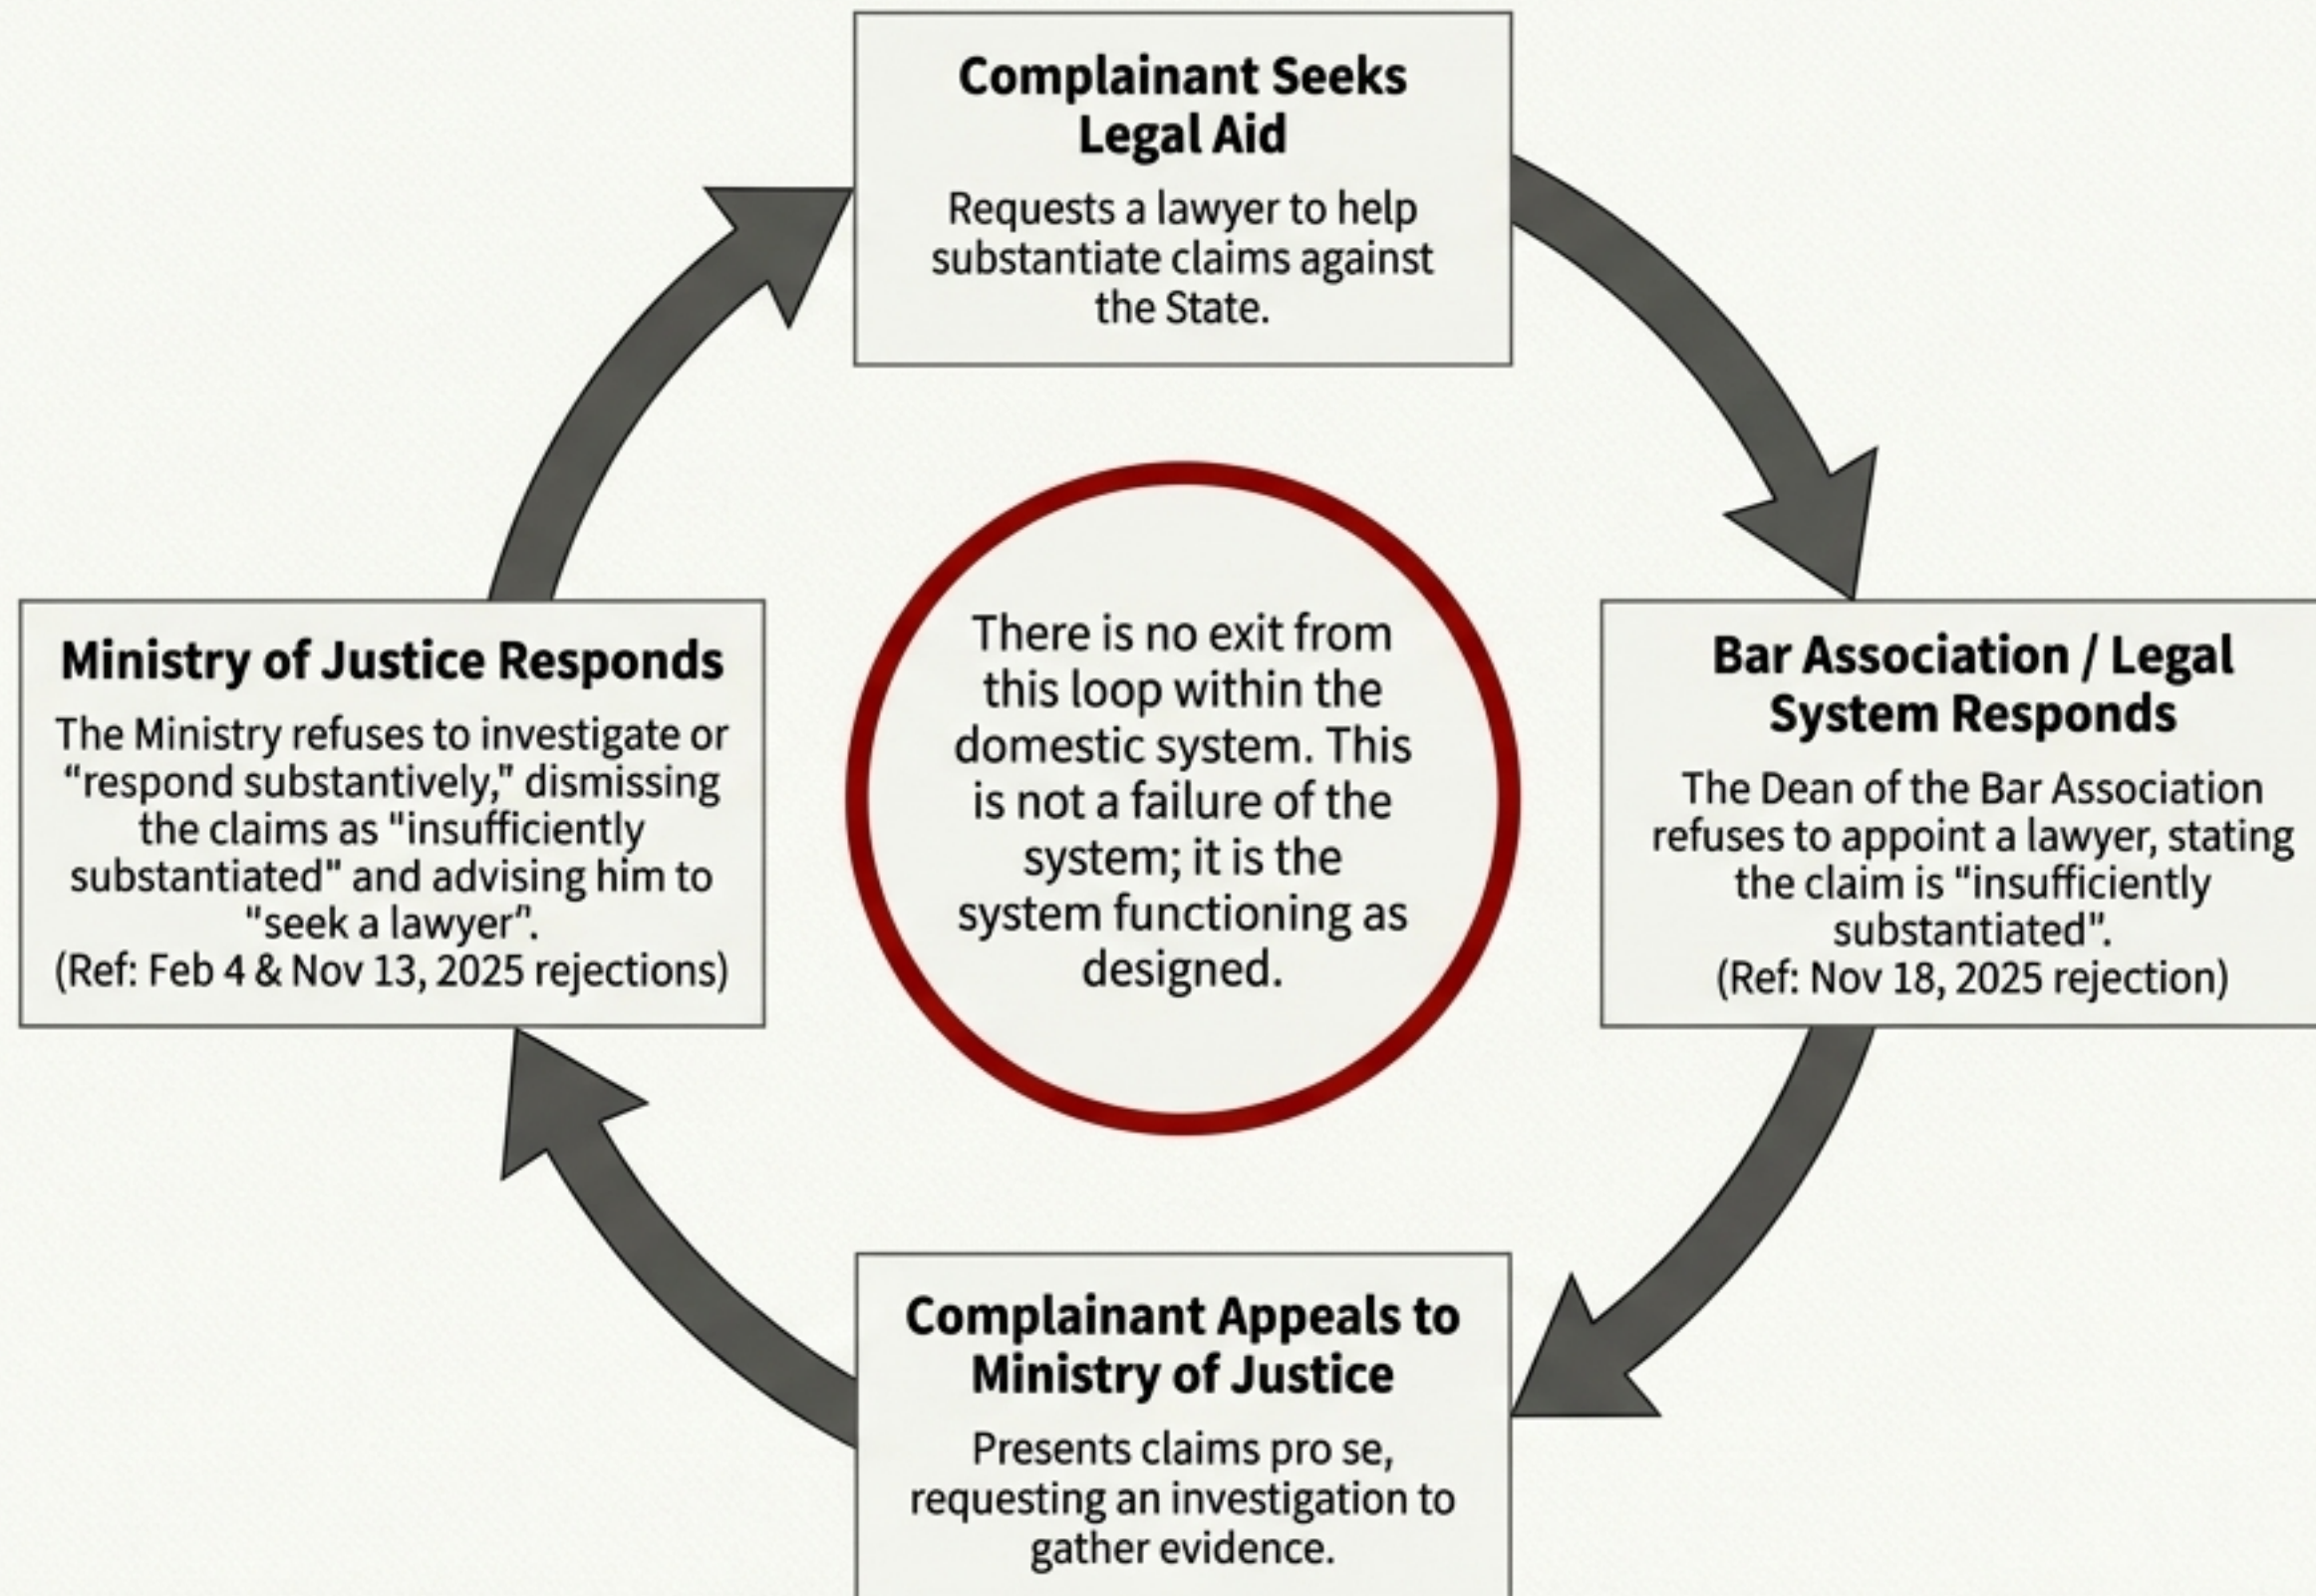 Complainant Seeks
Legal Aid
Requests a lawyer to help
substantiate claims against
the State.
Bar Association / Legal
System Responds
The Dean of the Bar Association
refuses to appoint a lawyer, stating
the claim is "insufficiently
substantiated".
(Ref: Nov 18, 2025 rejection)
Complainant Appeals to
Ministry of Justice
Presents claims pro se,
requesting an investigation to
gather evidence.
Ministry of Justice Responds
The Ministry refuses to investigate or
“respond substantively,” dismissing
the claims as "insufficiently
substantiated" and advising him to
"seek a lawyer”.
(Ref: Feb 4 & Nov 13, 2025 rejections)
There is no exit from
this loop within the
domestic system. This
is not a failure of the
system; it is the
system functioning as
designed.